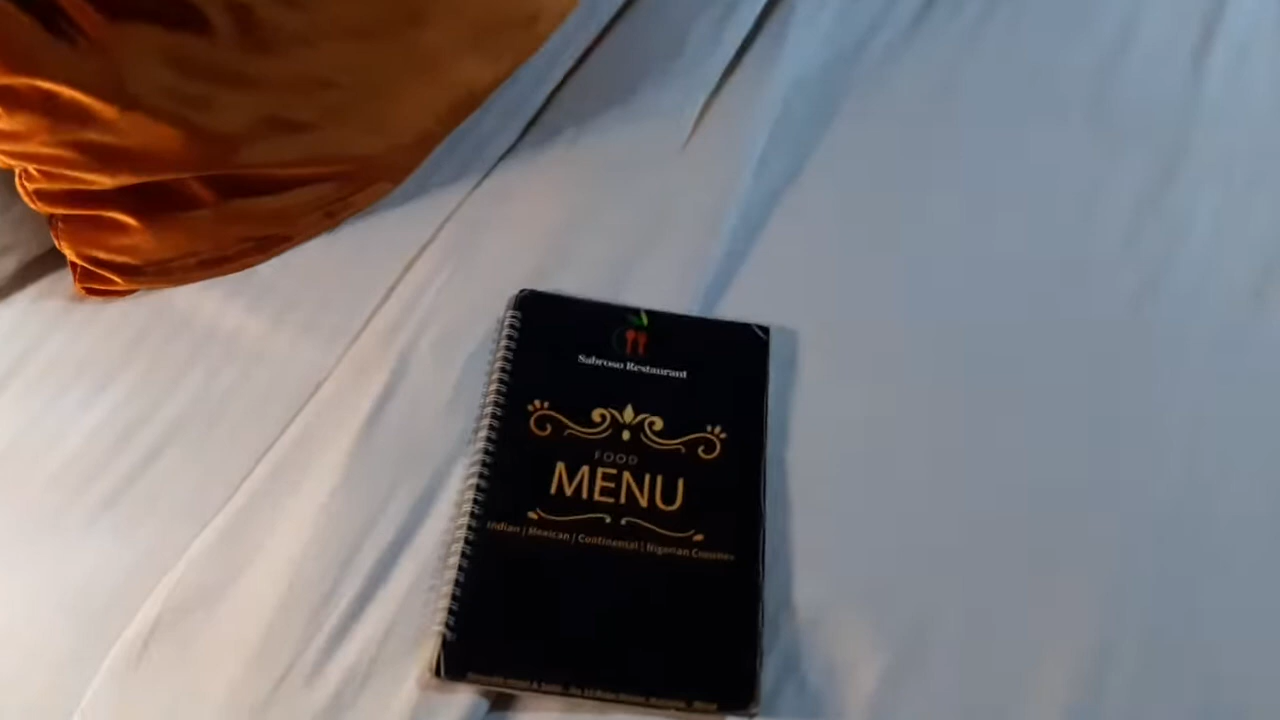 Sabroso Restaurant
FOOD
MENU
Indian | Mexican | Continental | Nigerian Cuisines